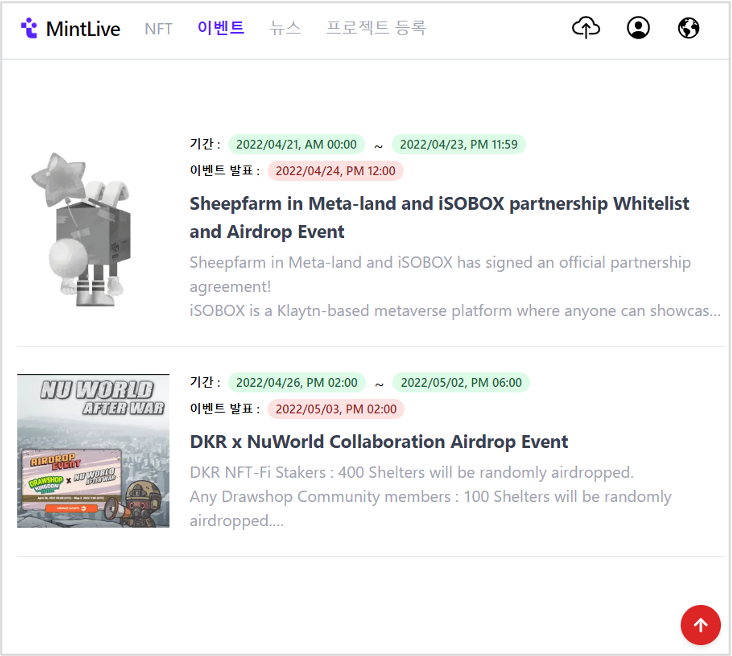 MintLive NFT 이벤트 뉴스 프로젝트 등록
기간 : 2022/04/21, AM 00:00 ~ 2022/04/23, PM 11:59
이벤트 발표 : 2022/04/24, PM 12:00
Sheepfarm in Meta-land and iSOBOX partnership Whitelist
and Airdrop Event
Sheepfarm in Meta-land and iSOBOX has signed an official partnership
agreement!
iSOBOX is a Klaytn-based metaverse platform where anyone can showcas...
NU WORLD
AFTER WAR
AIRDROP
EVENT
DRAWSHOP
KINGDOM
X NU WORLD
AFTER WAR
기간 : 2022/04/26, PM 02:00 ~ 2022/05/02, PM 06:00
이벤트 발표 : 2022/05/03, PM 02:00
DKR x NuWorld Collaboration Airdrop Event
DKR NFT-Fi Stakers : 400 Shelters will be randomly airdropped.
Any Drawshop Community members : 100 Shelters will be randomly
airdropped....